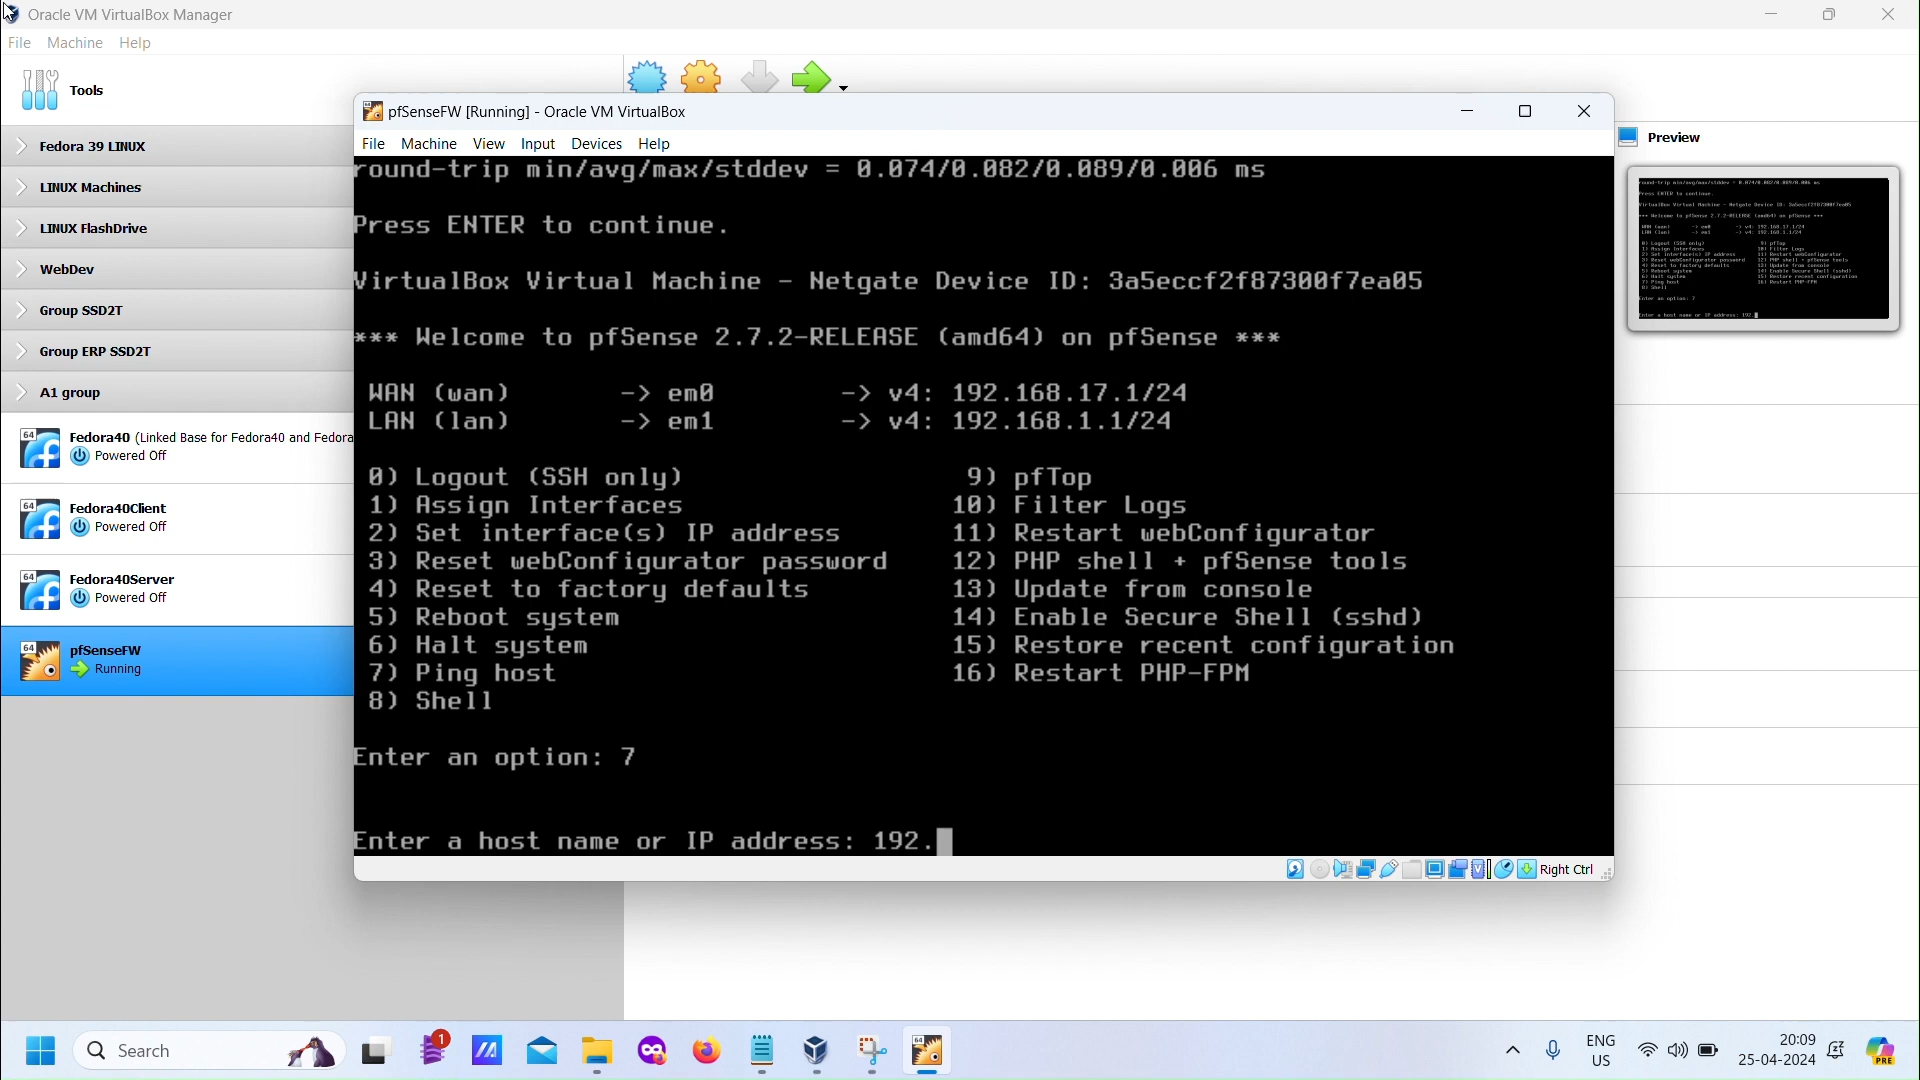 Oracle VM VirtualBox Manager
File Machine Help
Tools
Fedora 39 LINUX
LINUX Machines
LINUX FlashDrive
WebDev
Group SSD2T
Group ERP SSD2T
A1 group
64
Fedora40 (Linked Base for Fedora40 and Fedora
Powered Off
64
Fedora40Client
Powered Off
64
Fedora40Server
Powered Off
64
pfSenseFW
Running
pfSenseFW [Running] - Oracle VM VirtualBox
File Machine View Input Devices Help
round-trip min/avg/max/stddev = 0.074/0.082/0.089/0.006 ms
Press ENTER to continue.
VirtualBox Virtual Machine - Netgate Device ID: 3a5eccf2f87300f7ea05
*** Welcome to pfSense 2.7.2-RELEASE (amd64) on pfSense ***
WAN (wan) -> em0 -> v4: 192.168.17.1/24
LAN (lan) -> em1 -> v4: 192.168.1.1/24
0) Logout (SSH only) 9) pfTop
1) Assign Interfaces 10) Filter Logs
2) Set interface(s) IP address 11) Restart webConfigurator
3) Reset webConfigurator password 12) PHP shell + pfSense tools
4) Reset to factory defaults 13) Update from console
5) Reboot system 14) Enable Secure Shell (sshd)
6) Halt system 15) Restore recent configuration
7) Ping host 16) Restart PHP-FPM
8) Shell
Enter an option: 7
Enter a host name or IP address: 192.
Right Ctrl
Preview
Search
1
64
ENG
US
20:09
25-04-2024
PRE